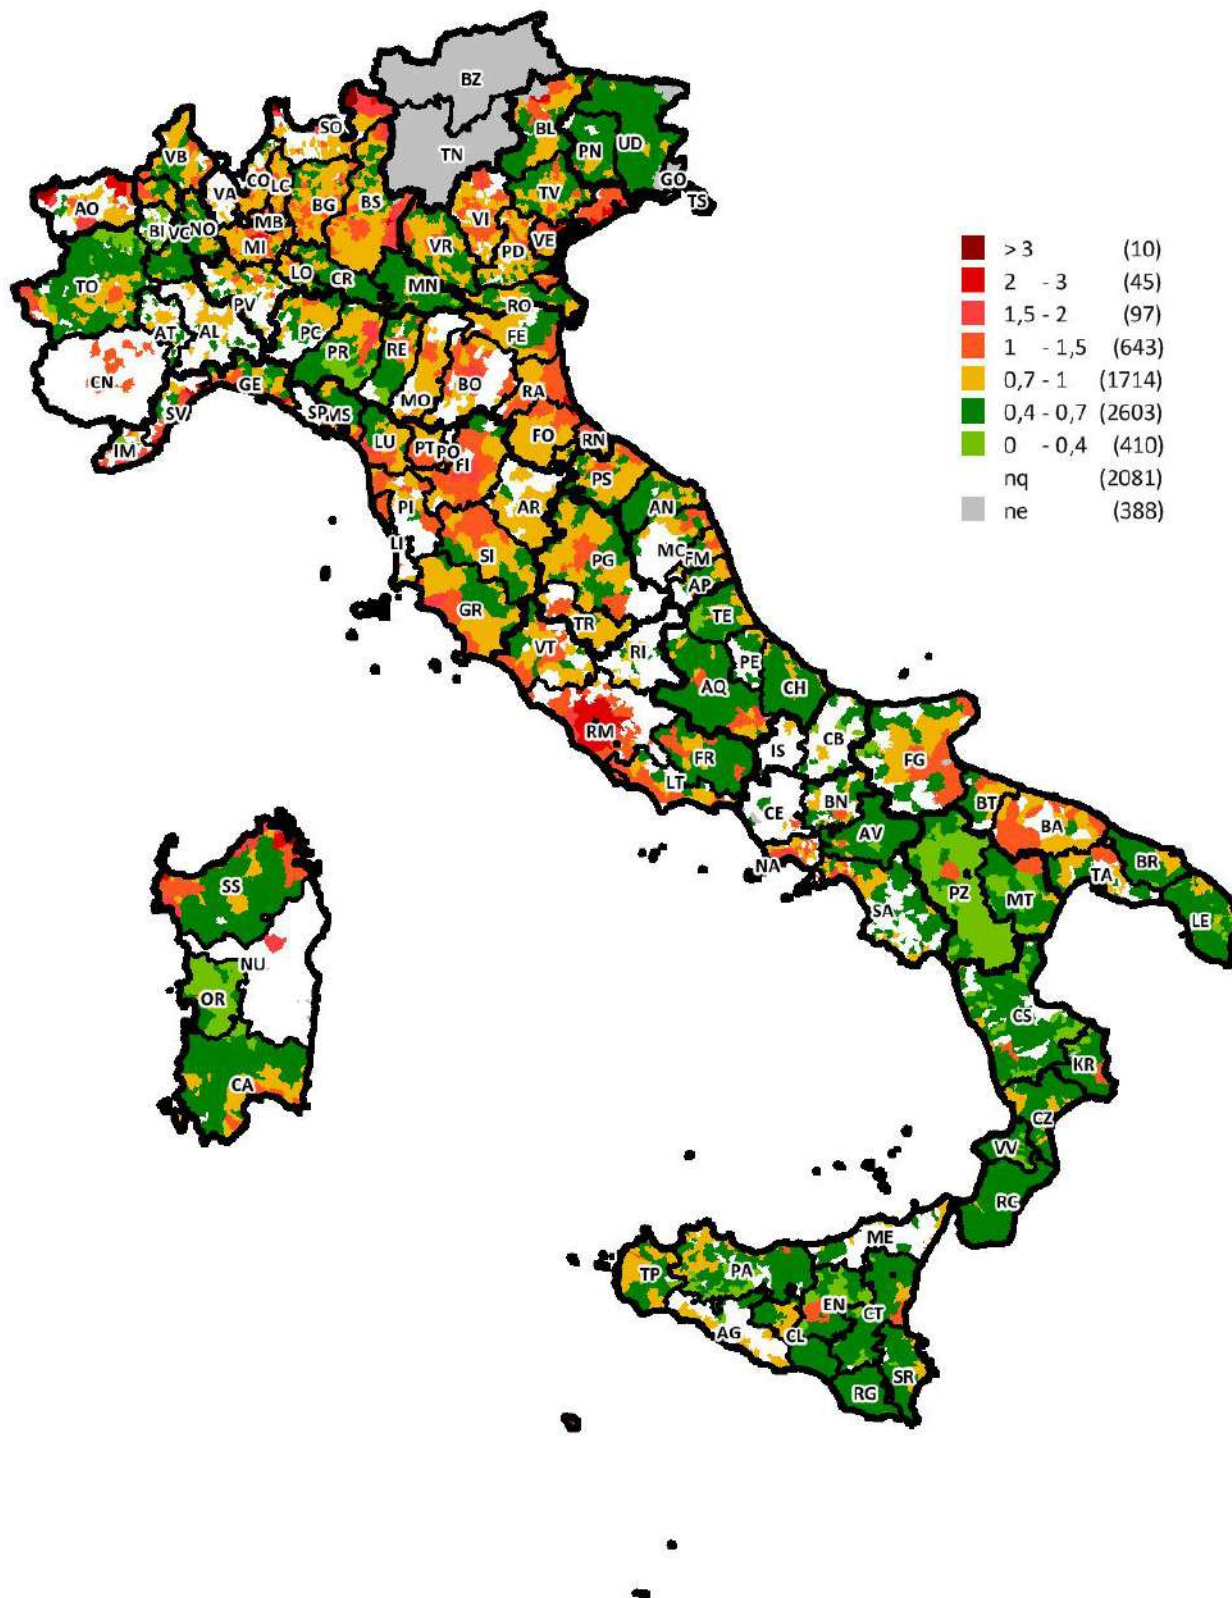 BZ
SO
BL
PN
UD
TN
VB
GO
CO
LC
VA
TS
TV
AO
BG
BS
VI
BI
VC
NO
MB
MI
VR
PD
VE
LO
CR
MN
TO
PV
RO
AT
AL
PC
FE
PR
RE
CN
GE
BO
MO
RA
SV
SP
MS
IM
LU
PT
PO
FI
FO
RN
PS
PI
AR
AN
LI
SI
PG
MC
FM
AP
GR
TR
TE
VT
RI
PE
AQ
CH
RM
CB
IS
FR
FG
LT
CE
BN
BT
BA
AV
NA
BR
TA
SS
PZ
MT
SA
LE
NU
OR
CS
KR
CA
CZ
VV
RC
ME
TP
PA
EN
CT
AG
CL
SR
RG
> 3 (10)
2 - 3 (45)
1,5 - 2 (97)
1 - 1,5 (643)
0,7 - 1 (1714)
0,4 - 0,7 (2603)
0 - 0,4 (410)
nq (2081)
ne (388)